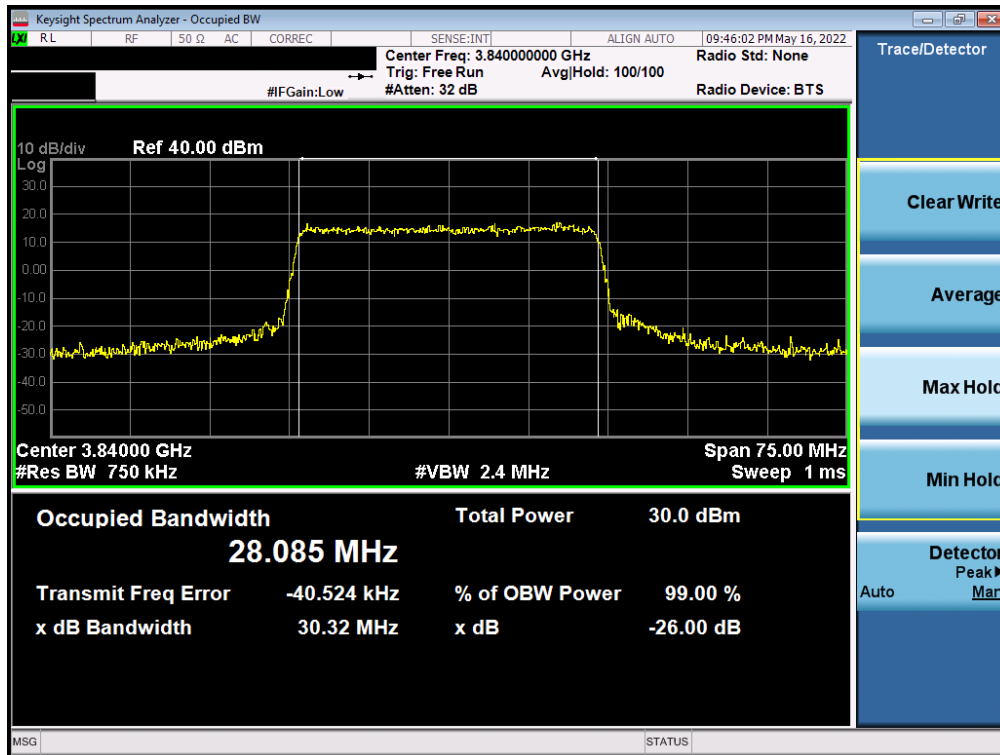 Keysight Spectrum Analyzer - Occupied BW
LXI RL RF 50 Ω AC CORREC SENSE:INT ALIGN AUTO 09:46:02 PM May 16, 2022
Center Freq: 3.840000000 GHz Radio Std: None
Trig: Free Run Avg|Hold: 100/100
#IFGain:Low #Atten: 32 dB Radio Device: BTS
Trace/Detector
10 dB/div Ref 40.00 dBm
Log
30.0
20.0
10.0
0.00
-10.0
-20.0
-30.0
-40.0
-50.0
Center 3.84000 GHz Span 75.00 MHz
#Res BW 750 kHz #VBW 2.4 MHz Sweep 1 ms
Occupied Bandwidth Total Power 30.0 dBm
28.085 MHz
Transmit Freq Error -40.524 kHz % of OBW Power 99.00 %
x dB Bandwidth 30.32 MHz x dB -26.00 dB
Clear Write
Average
Max Hold
Min Hold
Detector
Peak
Auto Man
MSG STATUS